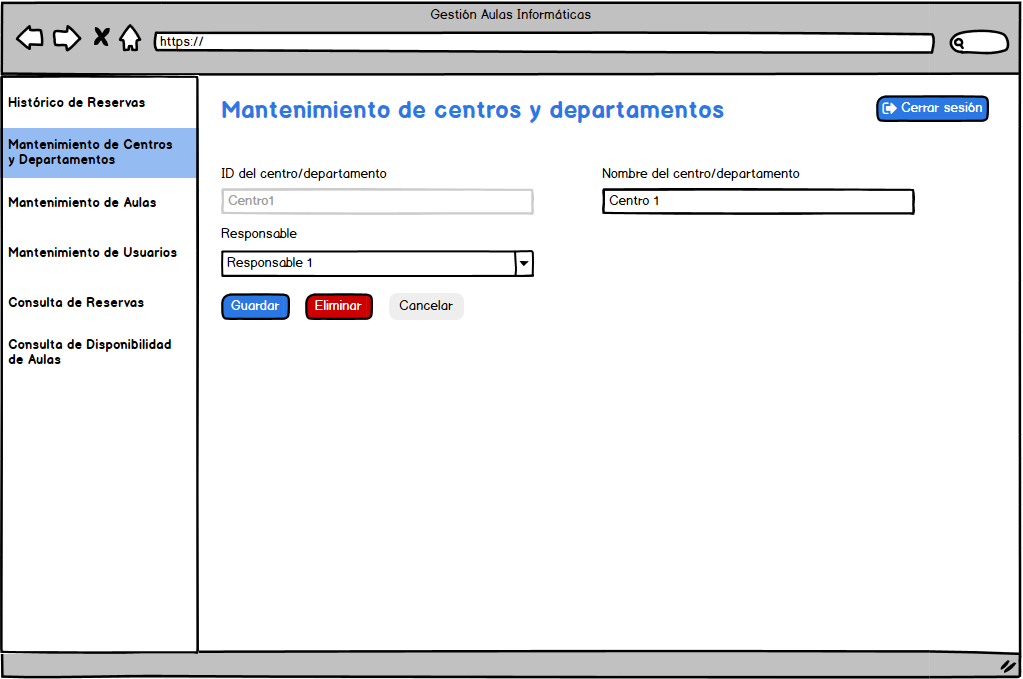 Gestión Aulas Informáticas
https://
Histórico de Reservas
Mantenimiento de Centros
y Departamentos
Mantenimiento de Aulas
Mantenimiento de Usuarios
Consulta de Reservas
Consulta de Disponibilidad
de Aulas
Mantenimiento de centros y departamentos
Cerrar sesión
ID del centro/departamento
Nombre del centro/departamento
Centro1
Centro 1
Responsable
Responsable 1
Guardar
Eliminar
Cancelar